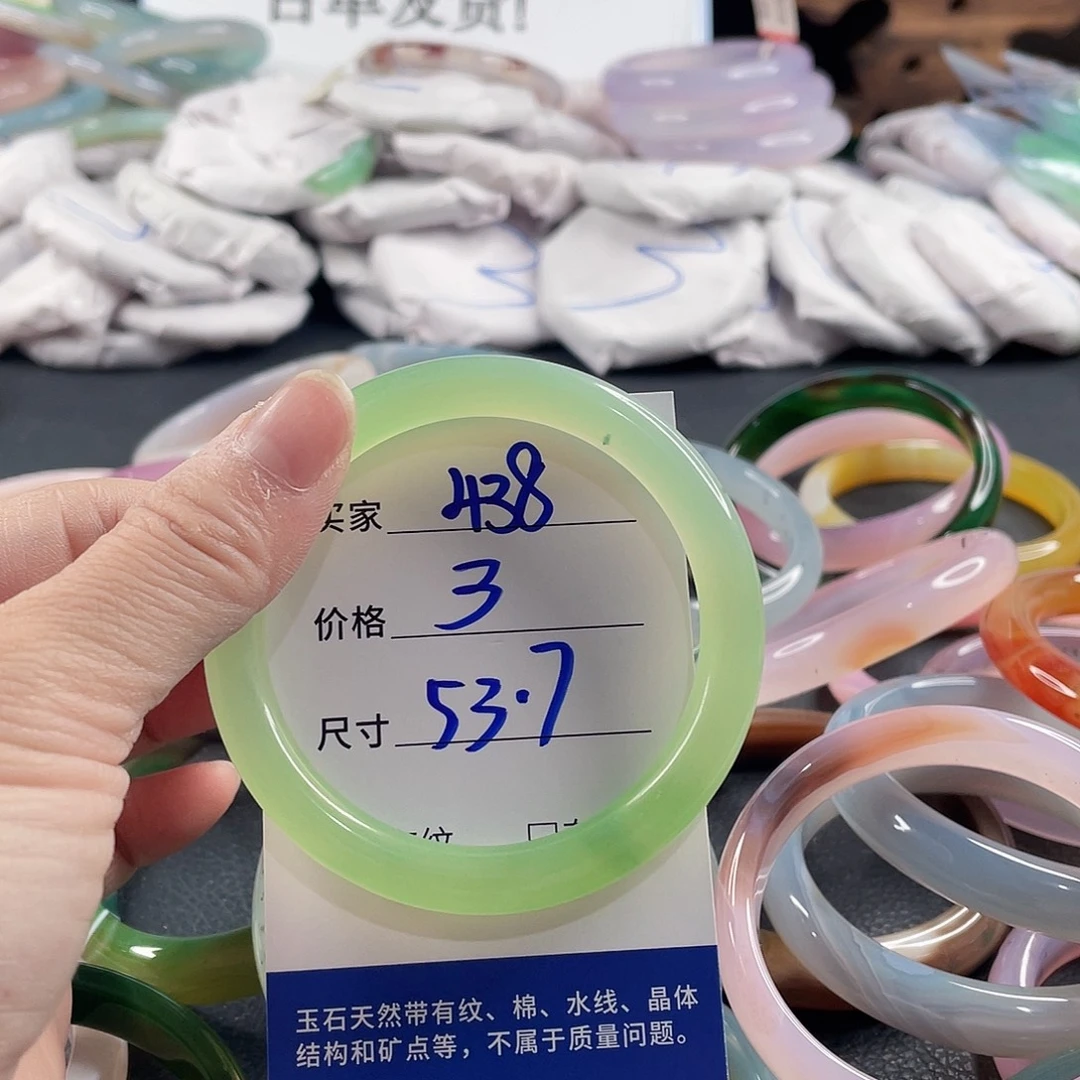 买家 438
价格 3
尺寸 53.7
纹 □
玉石天然带有纹、棉、水线、晶体
结构和矿点等，不属于质量问题。